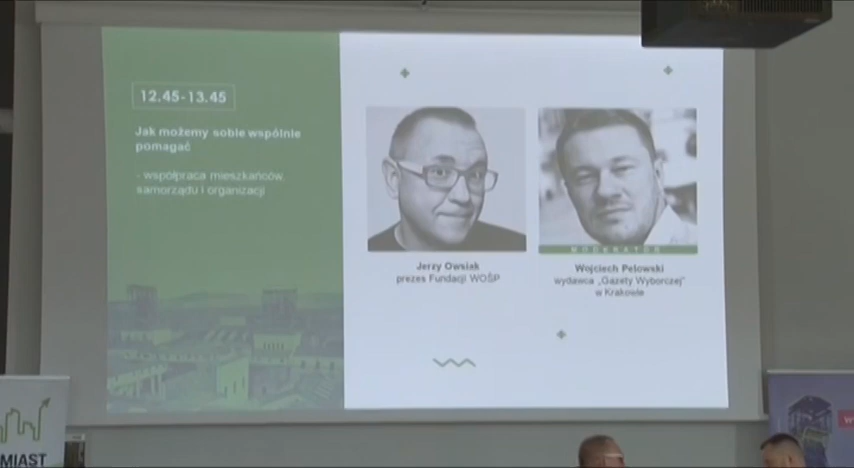 12.45-13.45
Jak możemy sobie wspólnie
pomagać
- współpraca mieszkańców,
samorządu i organizacji
MODERATOR
Jerzy Owsiak
prezes Fundacji WOŚP
Wojciech Pelowski
wydawca „Gazety Wyborczej”
w Krakowie
MIAST